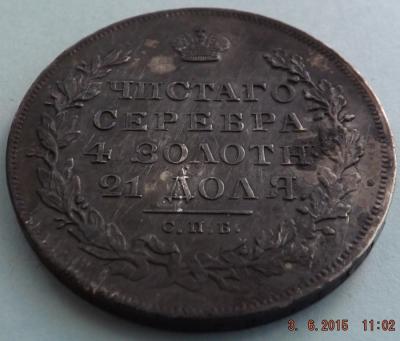 ЧИСТАГО
СЕРЕБРА
4 ЗОЛОТН
21 ДОЛЯ
С.П.Б.
3. 6.2015 11:02